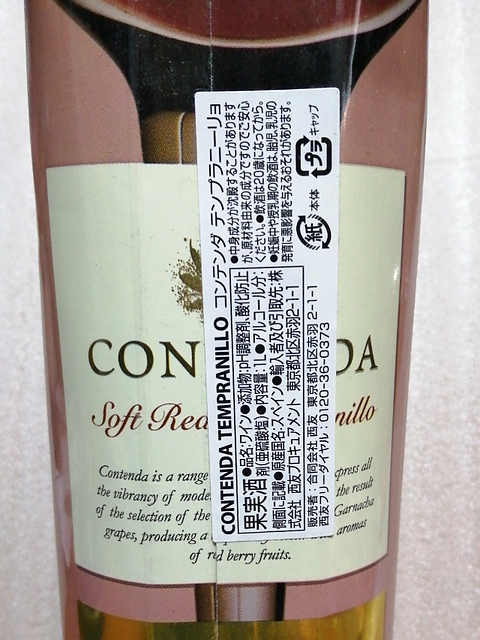 CONTENDA TEMPRANILLO コンテンダ テンプラニーリョ
果実酒
●品名:ワイン●添加物:pH調整剤、酸化防止
剤(亜硫酸塩)●内容量:1L●アルコール分:
側面に記載●原産国名:スペイン●輸入者及び引取先:株
式会社 西友プロキュアメント 東京都北区赤羽2-1-1
販売者:合同会社 西友 東京都北区赤羽 2-1-1
西友フリーダイヤル:0120-36-0373
●中身成分が沈殿することがあります
が、原材料由来の成分ですのでご安心
ください。●飲酒は20歳になってから。
●妊娠中や授乳期の飲酒は、胎児、乳児の
発育に悪影響を与えるおそれがあります。
紙 本体
プラ キャップ
CON DA
Soft Red nillo
Contenda is a range press all
the vibrancy of mode the result
of the selection of the Garnacha
grapes, producing a aromas
of red berry fruits.